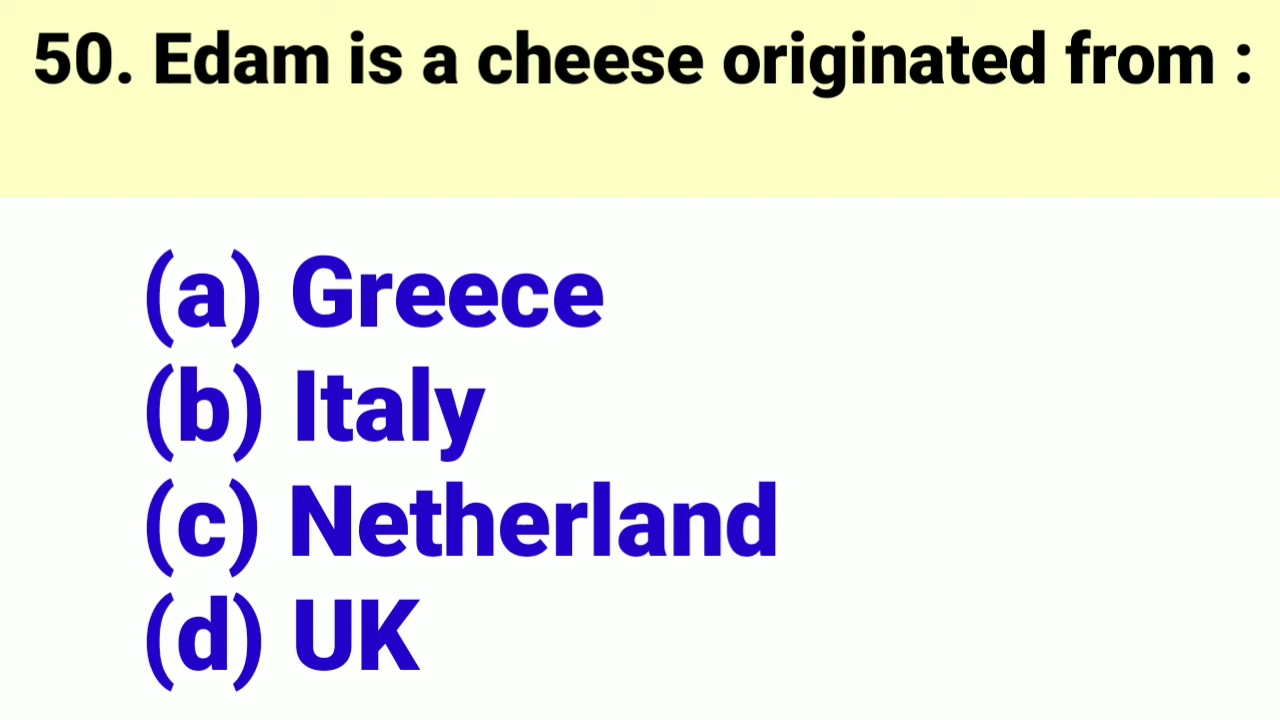 50. Edam is a cheese originated from :
(a) Greece
(b) Italy
(c) Netherland
(d) UK